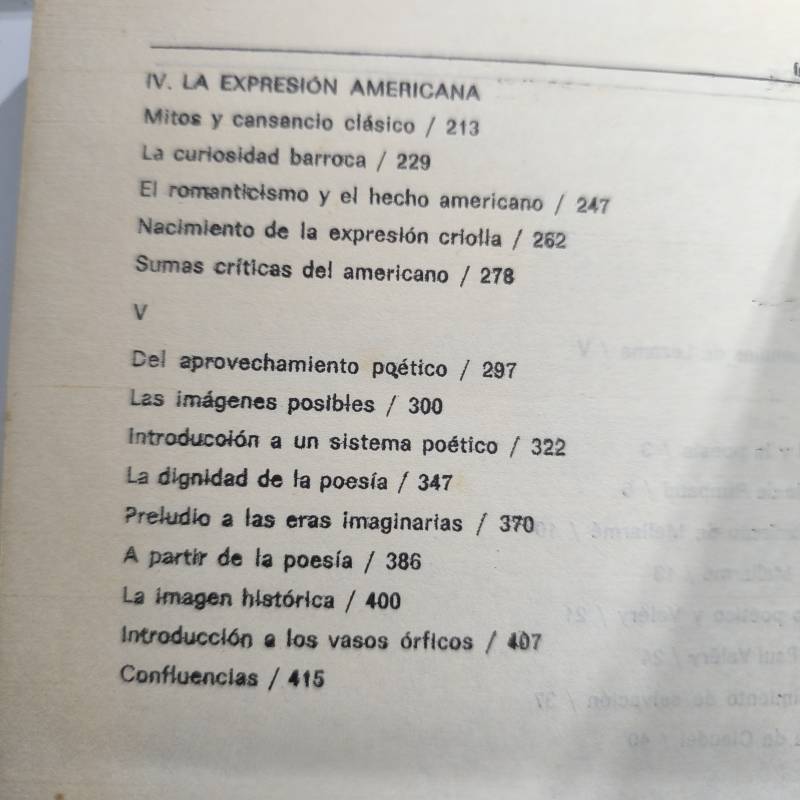 IV. LA EXPRESIÓN AMERICANA
Mitos y cansancio clásico / 213
La curiosidad barroca / 229
El romanticismo y el hecho americano / 247
Nacimiento de la expresión criolla / 262
Sumas críticas del americano / 278
V
Del aprovechamiento poético / 297
Las imágenes posibles / 300
Introducción a un sistema poético / 322
La dignidad de la poesía / 347
Preludio a las eras imaginarias / 370
A partir de la poesía / 386
La imagen histórica / 400
Introducción a los vasos órficos / 407
Confluencias / 415